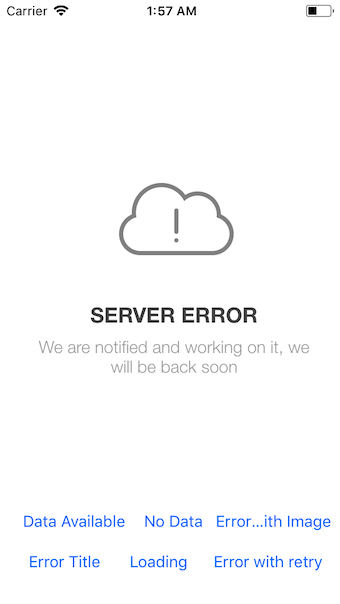 Carrier 1:57 AM
SERVER ERROR
We are notified and working on it, we
will be back soon
Data Available No Data Error...ith Image
Error Title Loading Error with retry